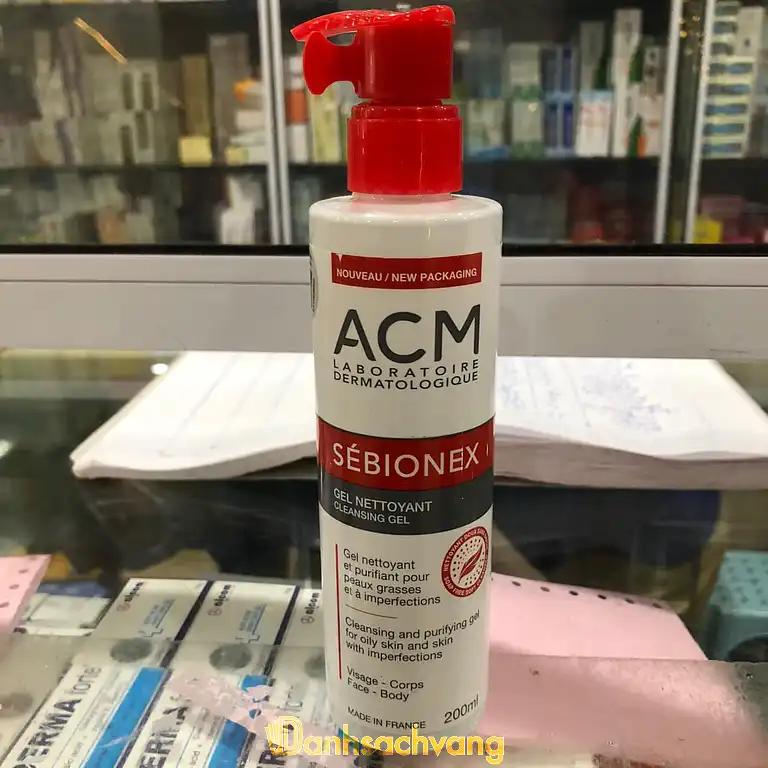 NOUVEAU / NEW PACKAGING
ACM
LABORATOIRE
DERMATOLOGIQUE
SÉBIONEX
GEL NETTOYANT
CLEANSING GEL
Gel nettoyant
et purifiant pour
peaux grasses
et à imperfections
Cleansing and purifying gel
for oily skin and skin
with imperfections
Visage - Corps
Face - Body
MADE IN FRANCE
200ml
Danhsachvang